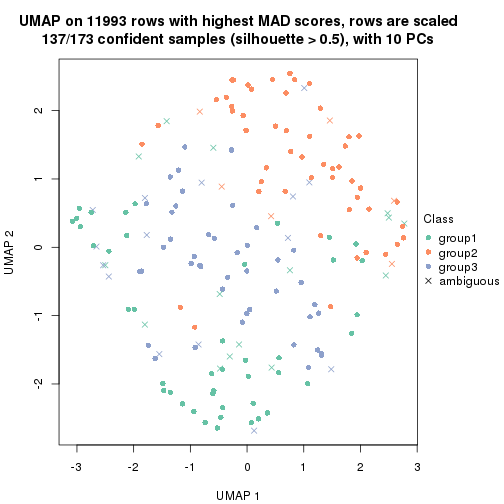 UMAP on 11993 rows with highest MAD scores, rows are scaled
137/173 confident samples (silhouette > 0.5), with 10 PCs
UMAP 2
2
1
0
-1
-2
-3
-2
-1
0
1
2
3
UMAP 1
Class
group1
group2
group3
ambiguous